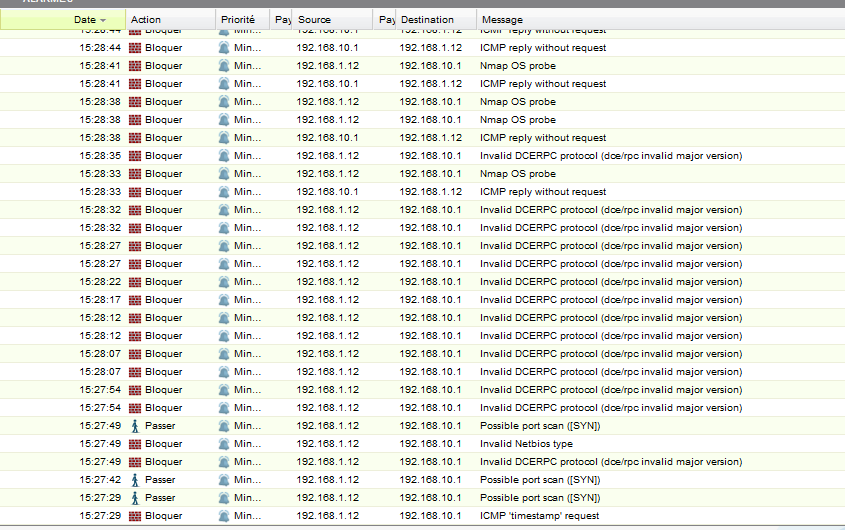 Date Action Priorité Pay Source Pay Destination Message
15:28:44 Bloquer Min... 192.168.10.1 192.168.1.12 ICMP reply without request
15:28:44 Bloquer Min... 192.168.10.1 192.168.1.12 ICMP reply without request
15:28:41 Bloquer Min... 192.168.1.12 192.168.10.1 Nmap OS probe
15:28:41 Bloquer Min... 192.168.10.1 192.168.1.12 ICMP reply without request
15:28:38 Bloquer Min... 192.168.1.12 192.168.10.1 Nmap OS probe
15:28:38 Bloquer Min... 192.168.1.12 192.168.10.1 Nmap OS probe
15:28:38 Bloquer Min... 192.168.10.1 192.168.1.12 ICMP reply without request
15:28:35 Bloquer Min... 192.168.1.12 192.168.10.1 Invalid DCERPC protocol (dce/rpc invalid major version)
15:28:33 Bloquer Min... 192.168.1.12 192.168.10.1 Nmap OS probe
15:28:33 Bloquer Min... 192.168.10.1 192.168.1.12 ICMP reply without request
15:28:32 Bloquer Min... 192.168.1.12 192.168.10.1 Invalid DCERPC protocol (dce/rpc invalid major version)
15:28:32 Bloquer Min... 192.168.1.12 192.168.10.1 Invalid DCERPC protocol (dce/rpc invalid major version)
15:28:27 Bloquer Min... 192.168.1.12 192.168.10.1 Invalid DCERPC protocol (dce/rpc invalid major version)
15:28:27 Bloquer Min... 192.168.1.12 192.168.10.1 Invalid DCERPC protocol (dce/rpc invalid major version)
15:28:22 Bloquer Min... 192.168.1.12 192.168.10.1 Invalid DCERPC protocol (dce/rpc invalid major version)
15:28:17 Bloquer Min... 192.168.1.12 192.168.10.1 Invalid DCERPC protocol (dce/rpc invalid major version)
15:28:12 Bloquer Min... 192.168.1.12 192.168.10.1 Invalid DCERPC protocol (dce/rpc invalid major version)
15:28:12 Bloquer Min... 192.168.1.12 192.168.10.1 Invalid DCERPC protocol (dce/rpc invalid major version)
15:28:07 Bloquer Min... 192.168.1.12 192.168.10.1 Invalid DCERPC protocol (dce/rpc invalid major version)
15:28:07 Bloquer Min... 192.168.1.12 192.168.10.1 Invalid DCERPC protocol (dce/rpc invalid major version)
15:27:54 Bloquer Min... 192.168.1.12 192.168.10.1 Invalid DCERPC protocol (dce/rpc invalid major version)
15:27:54 Bloquer Min... 192.168.1.12 192.168.10.1 Invalid DCERPC protocol (dce/rpc invalid major version)
15:27:49 Passer Min... 192.168.1.12 192.168.10.1 Possible port scan ([SYN])
15:27:49 Bloquer Min... 192.168.1.12 192.168.10.1 Invalid Netbios type
15:27:49 Bloquer Min... 192.168.1.12 192.168.10.1 Invalid DCERPC protocol (dce/rpc invalid major version)
15:27:42 Passer Min... 192.168.1.12 192.168.10.1 Possible port scan ([SYN])
15:27:29 Passer Min... 192.168.1.12 192.168.10.1 Possible port scan ([SYN])
15:27:29 Bloquer Min... 192.168.1.12 192.168.10.1 ICMP 'timestamp' request